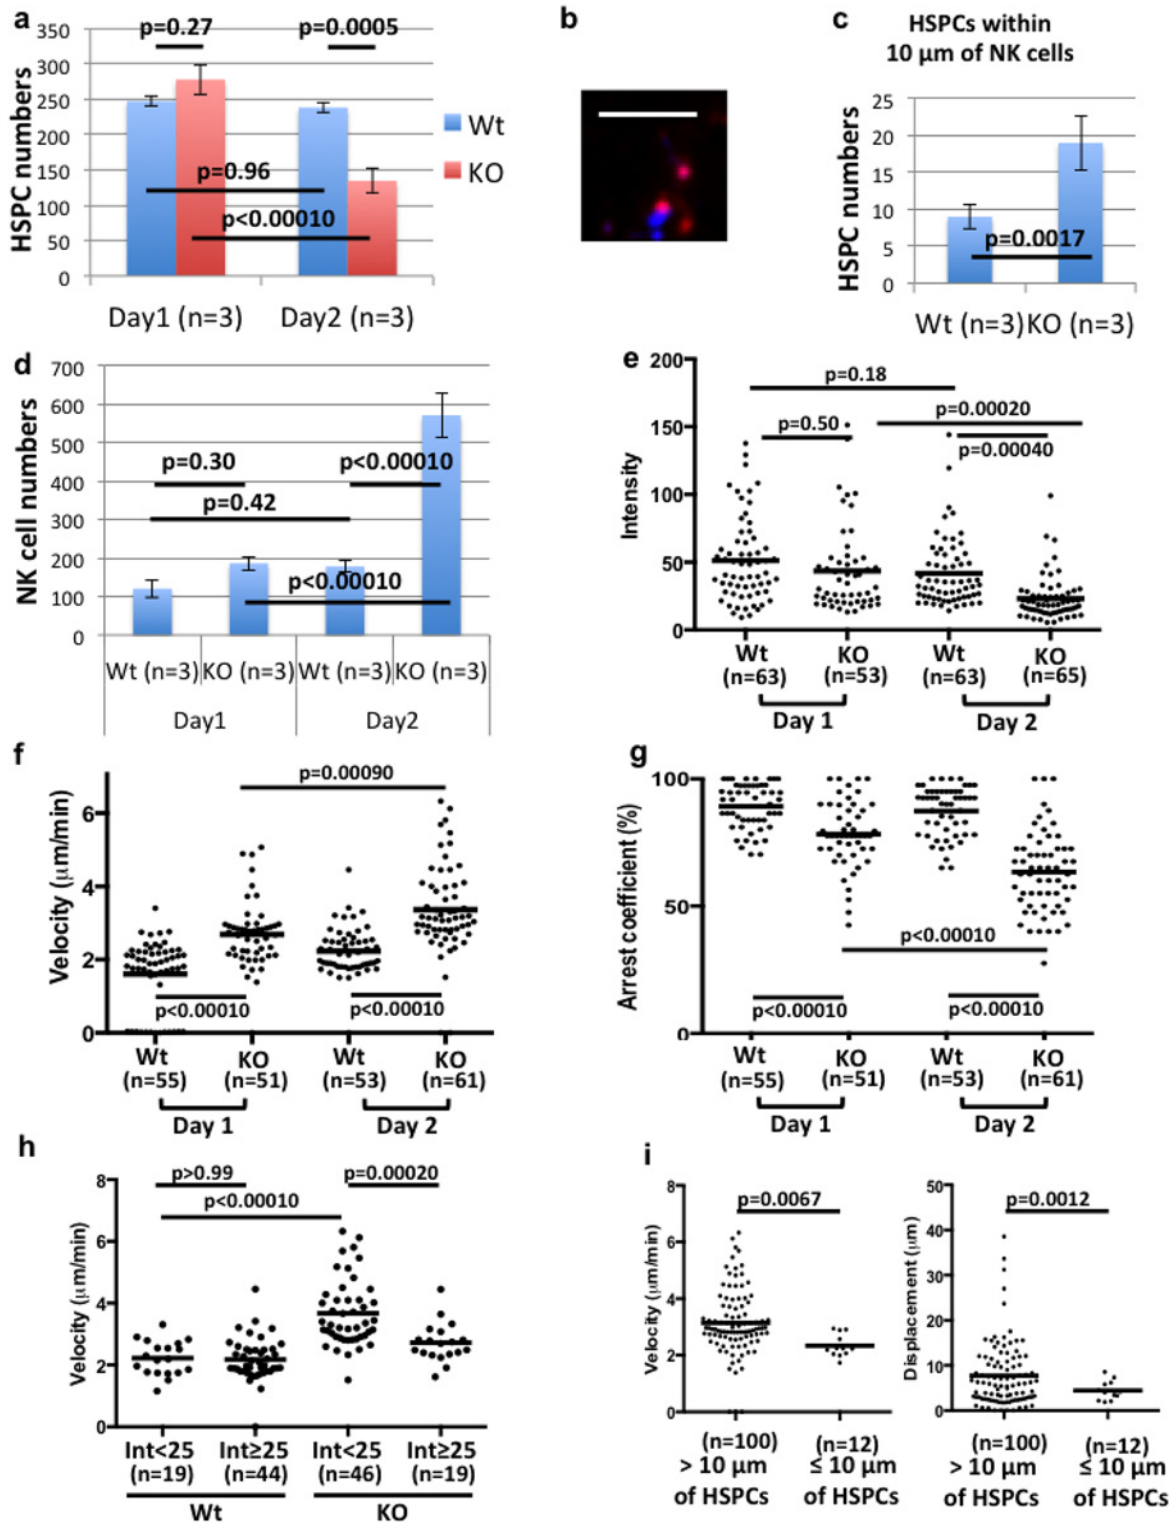 a
p=0.27
p=0.0005
HSPC numbers
350
300
250
200
150
100
50
0
p=0.96
p<0.00010
Wt
KO
Day1 (n=3)
Day2 (n=3)
b
c
HSPCs within
10 µm of NK cells
HSPC numbers
25
20
15
10
5
0
p=0.0017
Wt (n=3)
KO (n=3)
d
NK cell numbers
700
600
500
400
300
200
100
0
p=0.30
p<0.00010
p=0.42
p<0.00010
Wt (n=3)
KO (n=3)
Wt (n=3)
KO (n=3)
Day1
Day2
e
Intensity
200
150
100
50
0
p=0.18
p=0.00020
p=0.50
p=0.00040
Wt
(n=63)
KO
(n=53)
Wt
(n=63)
KO
(n=65)
Day 1
Day 2
f
Velocity (µm/min)
6
4
2
0
p=0.00090
p<0.00010
p<0.00010
Wt
(n=55)
KO
(n=51)
Wt
(n=53)
KO
(n=61)
Day 1
Day 2
g
Arrest coefficient (%)
100
50
0
p<0.00010
p<0.00010
p<0.00010
Wt
(n=55)
KO
(n=51)
Wt
(n=53)
KO
(n=61)
Day 1
Day 2
h
Velocity (µm/min)
8
6
4
2
0
p>0.99
p=0.00020
p<0.00010
Int<25
(n=19)
Int≥25
(n=44)
Int<25
(n=46)
Int≥25
(n=19)
Wt
KO
i
Velocity (µm/min)
8
6
4
2
0
p=0.0067
(n=100)
> 10 µm
of HSPCs
(n=12)
≤ 10 µm
of HSPCs
Displacement (µm)
50
40
30
20
10
0
p=0.0012
(n=100)
> 10 µm
of HSPCs
(n=12)
≤ 10 µm
of HSPCs